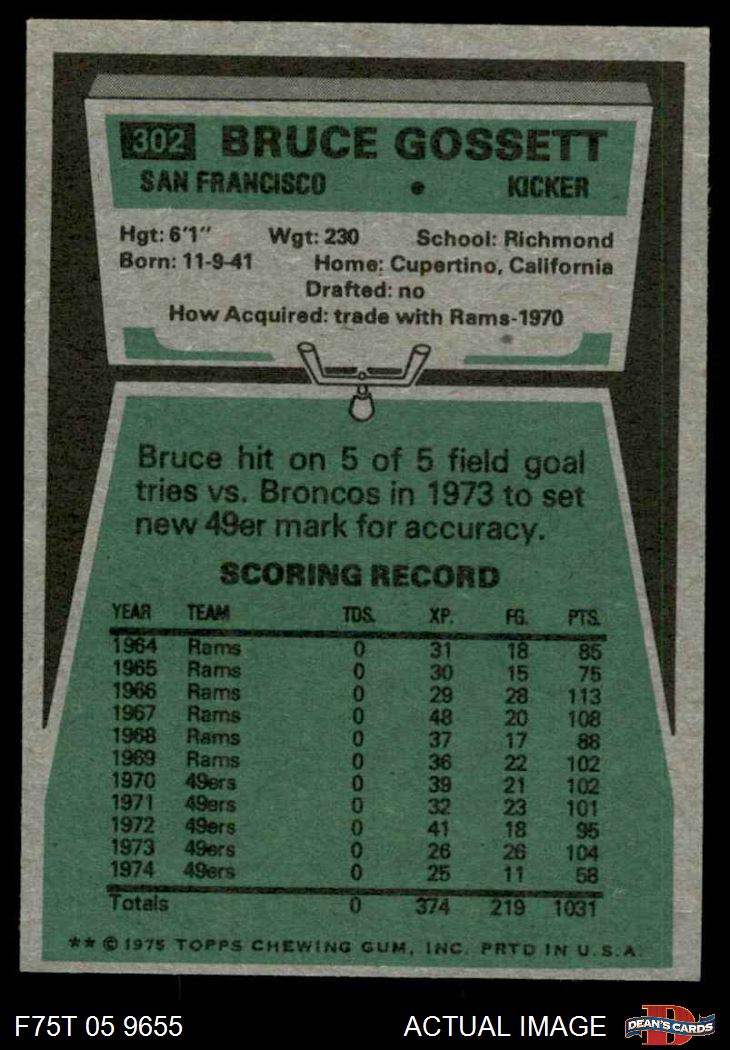 302 BRUCE GOSSETT
SAN FRANCISCO • KICKER
Hgt: 6'1" Wgt: 230 School: Richmond
Born: 11-9-41 Home: Cupertino, California
Drafted: no
How Acquired: trade with Rams-1970
Bruce hit on 5 of 5 field goal
tries vs. Broncos in 1973 to set
new 49er mark for accuracy.
SCORING RECORD
YEAR TEAM TDS. XP. FG. PTS.
1964 Rams 0 31 18 85
1965 Rams 0 30 15 75
1966 Rams 0 29 28 113
1967 Rams 0 48 20 108
1968 Rams 0 37 17 88
1969 Rams 0 36 22 102
1970 49ers 0 39 21 102
1971 49ers 0 32 23 101
1972 49ers 0 41 18 95
1973 49ers 0 26 26 104
1974 49ers 0 25 11 58
Totals 0 374 219 1031
** © 1975 TOPPS CHEWING GUM, INC. PRTD IN U.S.A.
F75T 05 9655 ACTUAL IMAGE D DEAN'S CARDS